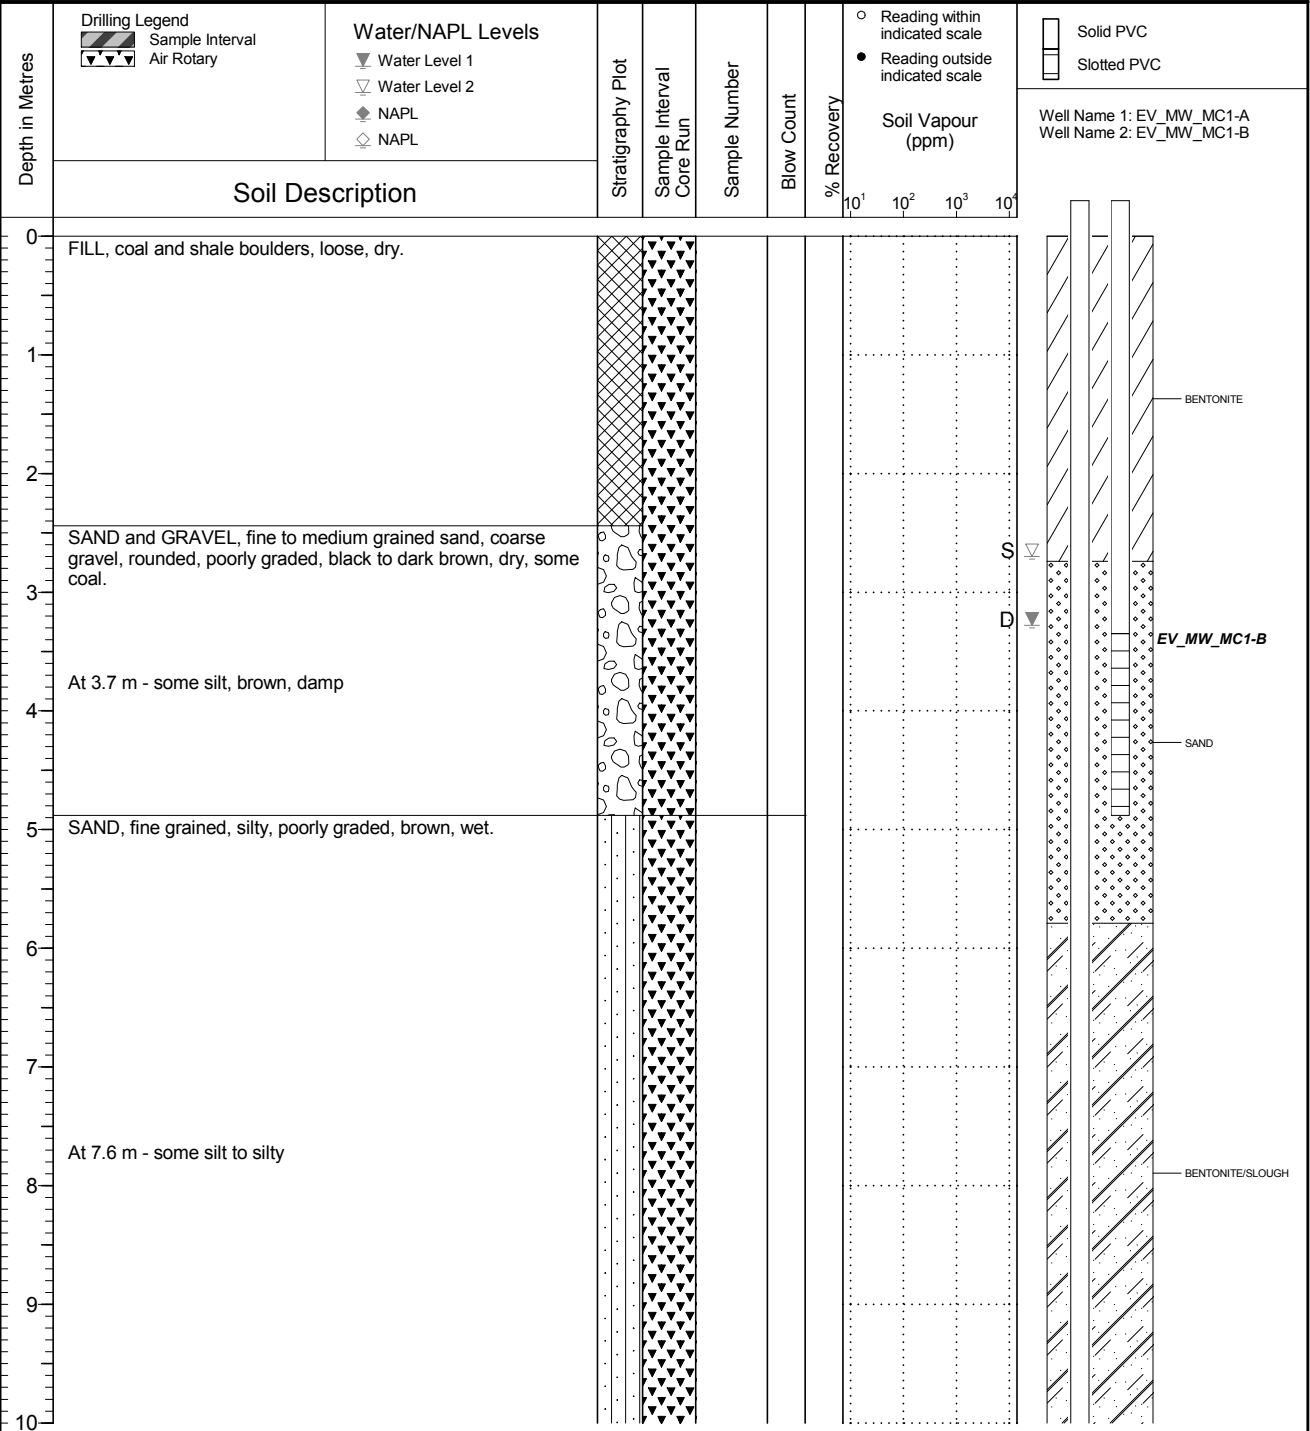 Drilling Legend
Sample Interval
Air Rotary
Water/NAPL Levels
Water Level 1
Water Level 2
NAPL
NAPL
Depth in Metres
Soil Description
Stratigraphy Plot
Sample Interval
Core Run
Sample Number
Blow Count
% Recovery
Reading within
indicated scale
Reading outside
indicated scale
Soil Vapour
(ppm)
10¹ 10² 10³ 10⁴
Solid PVC
Slotted PVC
Well Name 1: EV_MW_MC1-A
Well Name 2: EV_MW_MC1-B
0
FILL, coal and shale boulders, loose, dry.
1
BENTONITE
2
SAND and GRAVEL, fine to medium grained sand, coarse
gravel, rounded, poorly graded, black to dark brown, dry, some
coal.
S
3
D
EV_MW_MC1-B
At 3.7 m - some silt, brown, damp
4
SAND
5
SAND, fine grained, silty, poorly graded, brown, wet.
6
7
At 7.6 m - some silt to silty
BENTONITE/SLOUGH
8
9
10